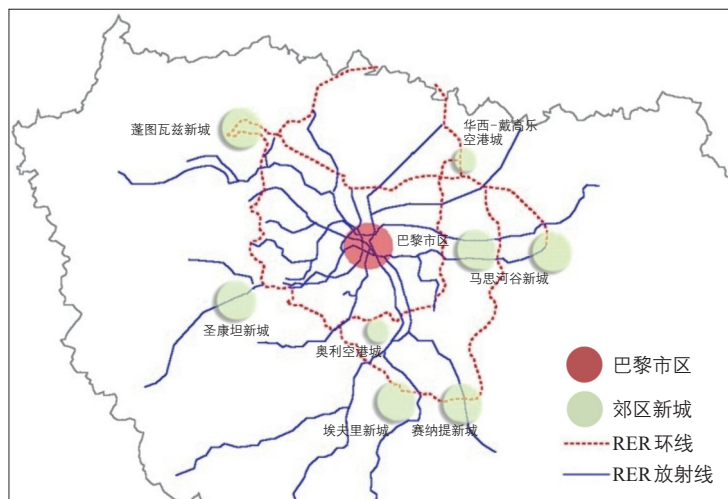 蓬图瓦兹新城
华西-戴高乐
空港城
巴黎市区
马恩河谷新城
圣康坦新城
奥利空港城
埃夫里新城
赛纳提新城
巴黎市区
郊区新城
RER 环线
RER 放射线